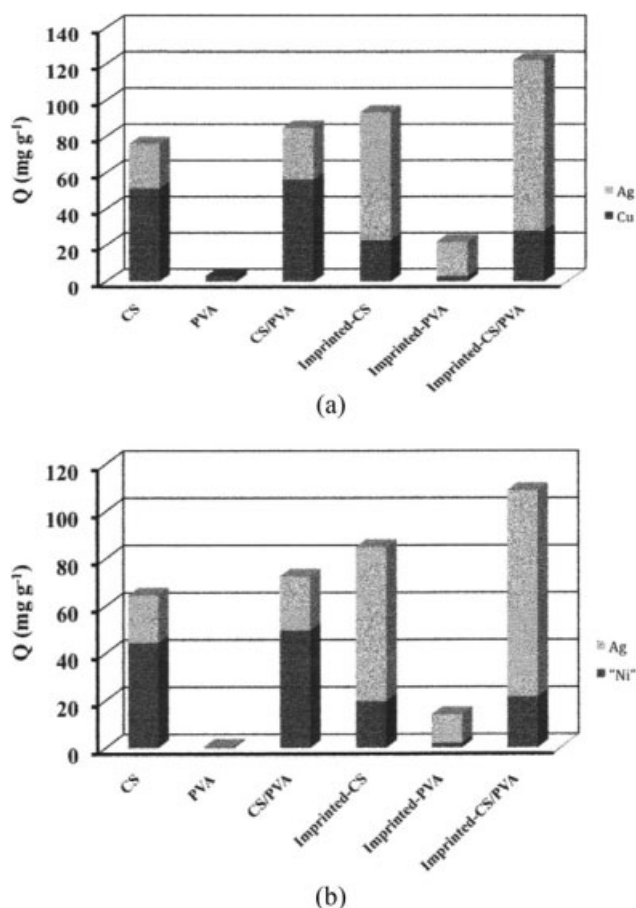 140
120
100
80
60
40
20
0
Q (mg g⁻¹)
CS
PVA
CS/PVA
Imprinted-CS
Imprinted-PVA
Imprinted-CS/PVA
Ag
Cu
(a)
120
100
80
60
40
20
0
Q (mg g⁻¹)
CS
PVA
CS/PVA
Imprinted-CS
Imprinted-PVA
Imprinted-CS/PVA
Ag
"Ni"
(b)